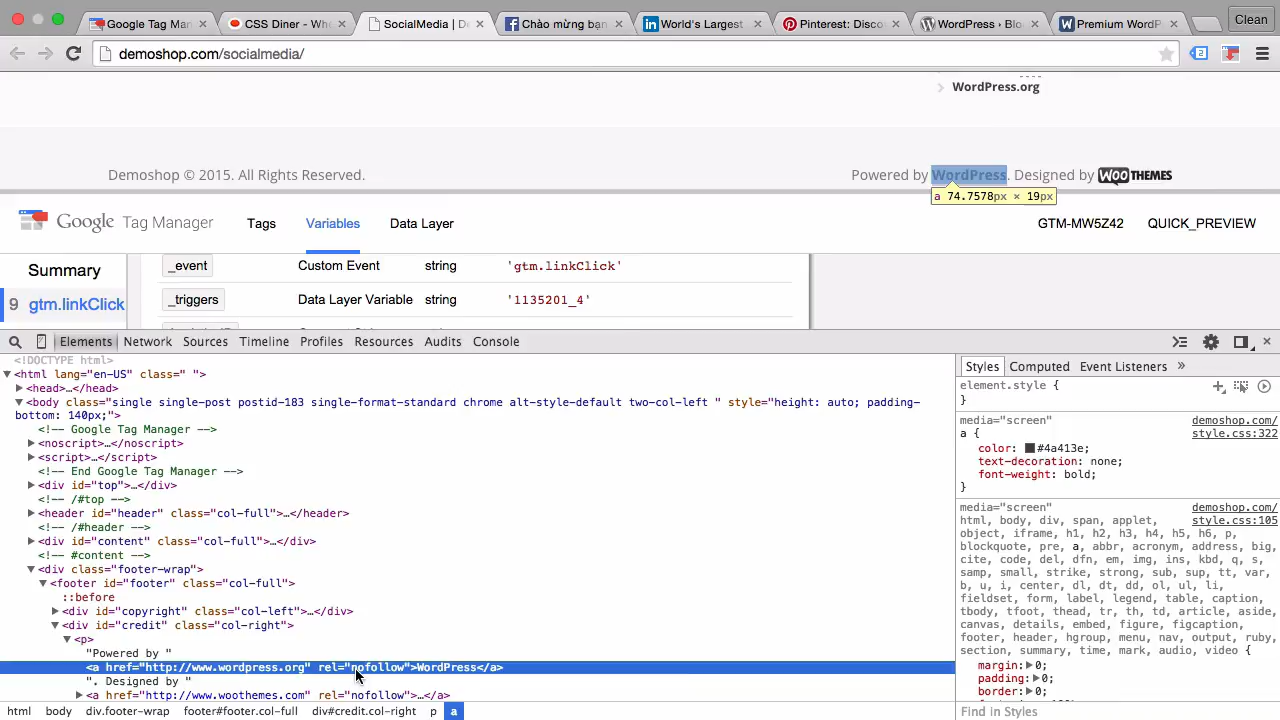 Google Tag Man CSS Diner - Whe SocialMedia | De Chào mừng bạn World's Largest Pinterest: Discov WordPress › Blo Premium WordP Clean
demoshop.com/socialmedia/
WordPress.org
Demoshop © 2015. All Rights Reserved. Powered by WordPress. Designed by WOOTHEMES
a 74.7578px × 19px
Google Tag Manager Tags Variables Data Layer GTM-MW5Z42 QUICK_PREVIEW
Summary _event Custom Event string 'gtm.linkClick'
9 gtm.linkClick _triggers Data Layer Variable string '1135201_4'
Elements Network Sources Timeline Profiles Resources Audits Console
<!DOCTYPE html>
<html lang="en-US" class=" ">
<head>…</head>
<body class="single single-post postid-183 single-format-standard chrome alt-style-default two-col-left " style="height: auto; padding-
bottom: 140px;">
<!-- Google Tag Manager -->
<noscript>…</noscript>
<script>…</script>
<!-- End Google Tag Manager -->
<div id="top">…</div>
<!-- /#top -->
<header id="header" class="col-full">…</header>
<!-- /#header -->
<div id="content" class="col-full">…</div>
<!-- #content -->
<div class="footer-wrap">
<footer id="footer" class="col-full">
::before
<div id="copyright" class="col-left">…</div>
<div id="credit" class="col-right">
<p>
"Powered by "
<a href="http://www.wordpress.org" rel="nofollow">WordPress</a>
". Designed by "
<a href="http://www.woothemes.com" rel="nofollow">…</a>
html body div.footer-wrap footer#footer.col-full div#credit.col-right p a
Styles Computed Event Listeners »
element.style {
}
media="screen" demoshop.com/
a { style.css:322
color: #4a413e;
text-decoration: none;
font-weight: bold;
}
media="screen" demoshop.com/
html, body, div, span, applet, style.css:105
object, iframe, h1, h2, h3, h4, h5, h6, p,
blockquote, pre, a, abbr, acronym, address, big,
cite, code, del, dfn, em, img, ins, kbd, q, s,
samp, small, strike, strong, sub, sup, tt, var,
b, u, i, center, dl, dt, dd, ol, ul, li,
fieldset, form, label, legend, table, caption,
tbody, tfoot, thead, tr, th, td, article, aside,
canvas, details, embed, figure, figcaption,
footer, header, hgroup, menu, nav, output, ruby,
section, summary, time, mark, audio, video {
margin: 0;
padding: 0;
border: 0;
Find in Styles